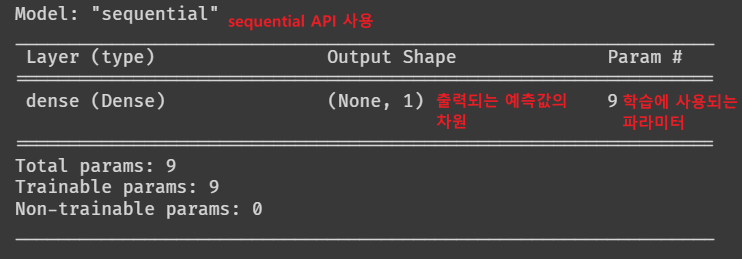 Model: "sequential" sequential API 사용
Layer (type) Output Shape Param #
dense (Dense) (None, 1) 출력되는 예측값의 9 학습에 사용되는
차원 파라미터
Total params: 9
Trainable params: 9
Non-trainable params: 0